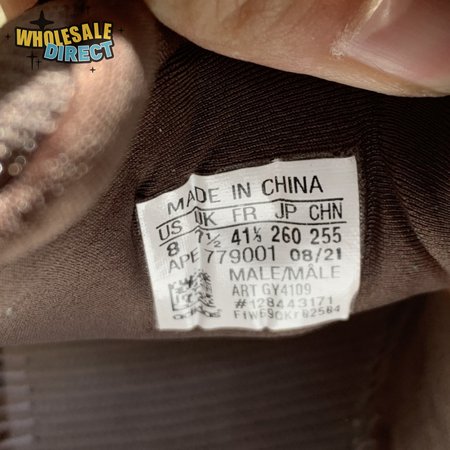 WHOLESALE
DIRECT
MADE IN CHINA
US UK FR JP CHN
8 7½ 41⅓ 260 255
APE 779001 08/21
MALE/MÂLE
ART GY4109
#128443171